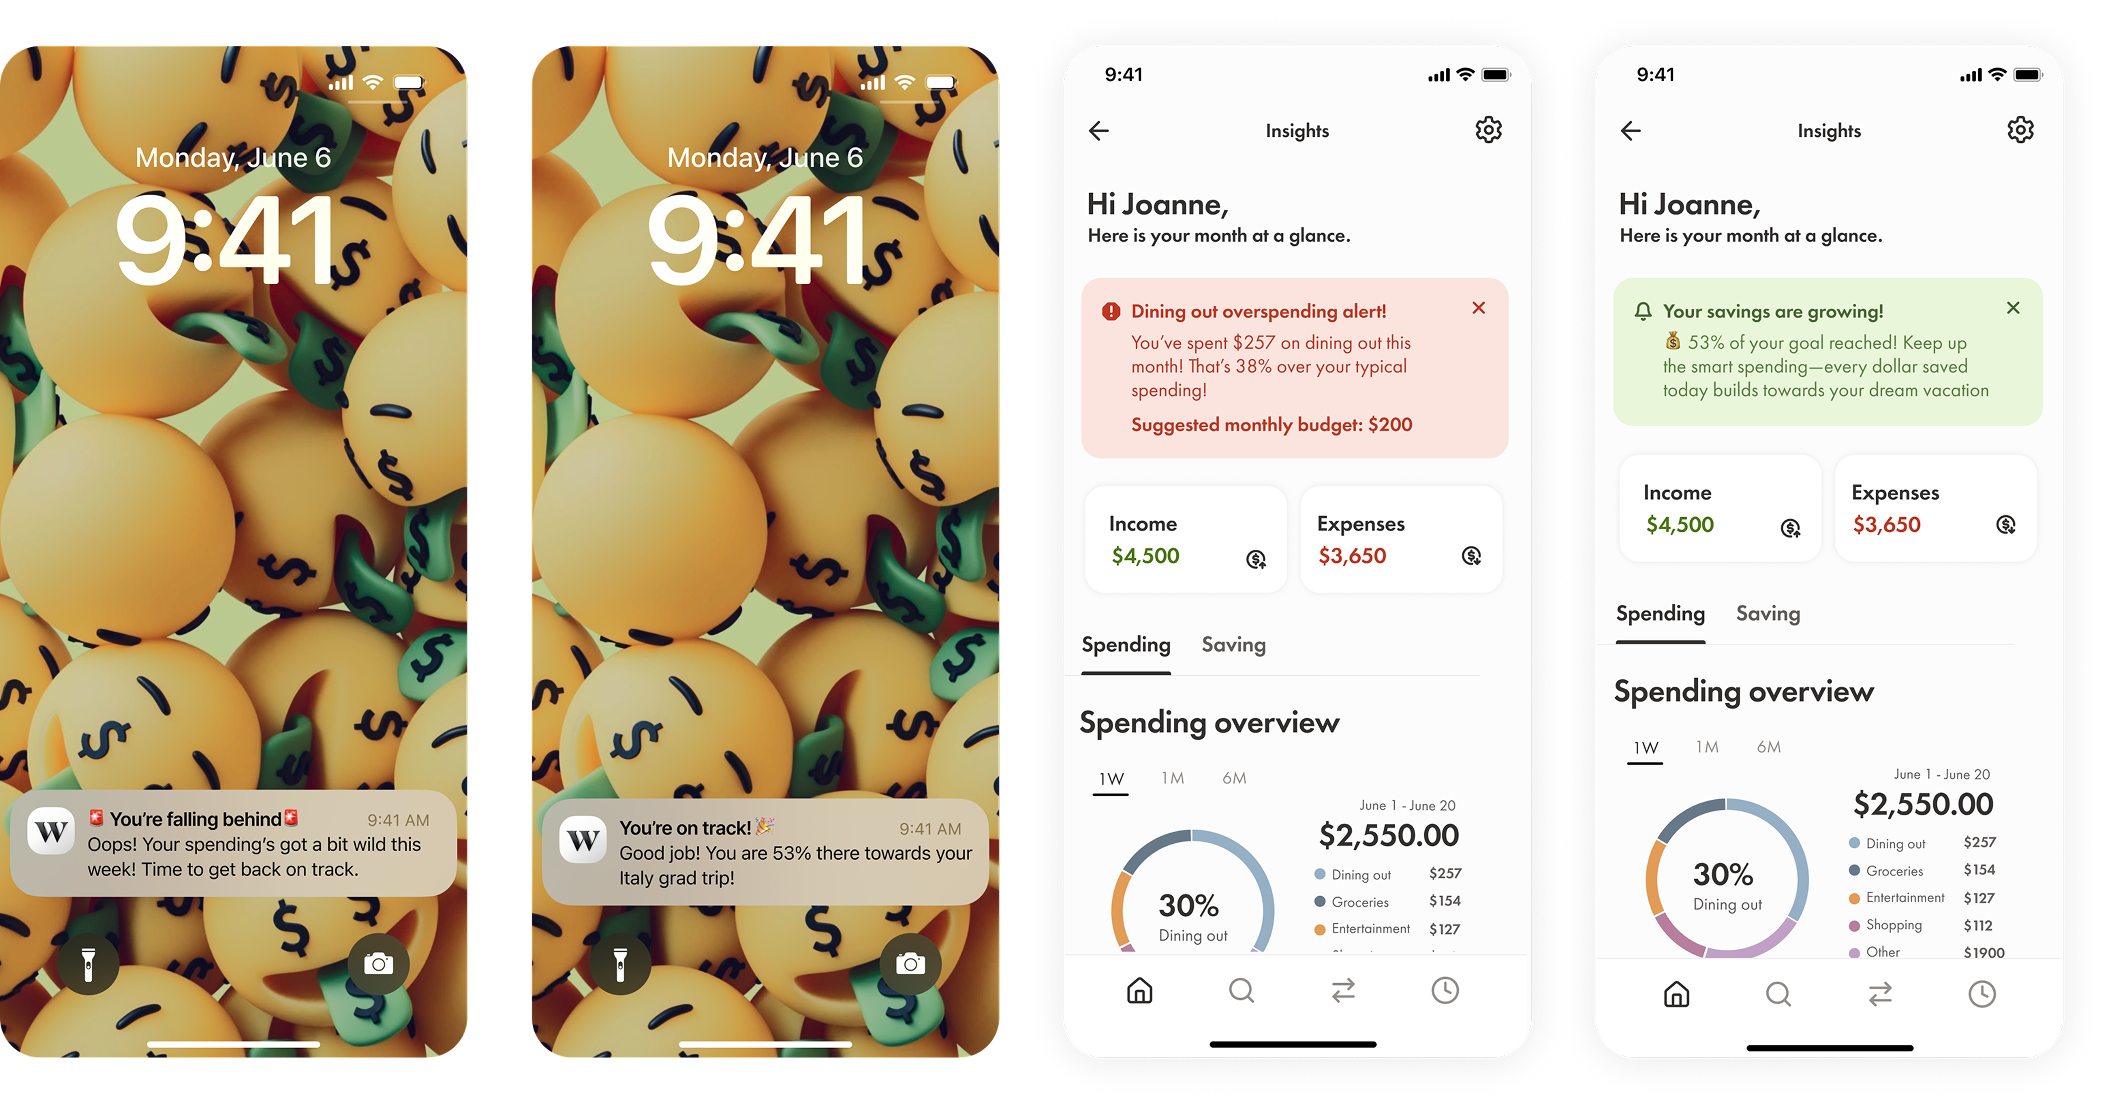 Monday, June 6
9:41
W
🚨 You're falling behind🚨
9:41 AM
Oops! Your spending's got a bit wild this
week! Time to get back on track.
Monday, June 6
9:41
W
You're on track!🎉
9:41 AM
Good job! You are 53% there towards your
Italy grad trip!
9:41
Insights
Hi Joanne,
Here is your month at a glance.
Dining out overspending alert!
You've spent $257 on dining out this
month! That's 38% over your typical
spending!
Suggested monthly budget: $200
Income
$4,500
Expenses
$3,650
Spending
Saving
Spending overview
1W
1M
6M
June 1 - June 20
$2,550.00
30%
Dining out
Dining out $257
Groceries $154
Entertainment $127
9:41
Insights
Hi Joanne,
Here is your month at a glance.
Your savings are growing!
💰 53% of your goal reached! Keep up
the smart spending—every dollar saved
today builds towards your dream vacation
Income
$4,500
Expenses
$3,650
Spending
Saving
Spending overview
1W
1M
6M
June 1 - June 20
$2,550.00
30%
Dining out
Dining out $257
Groceries $154
Entertainment $127
Shopping $112
Other $1900